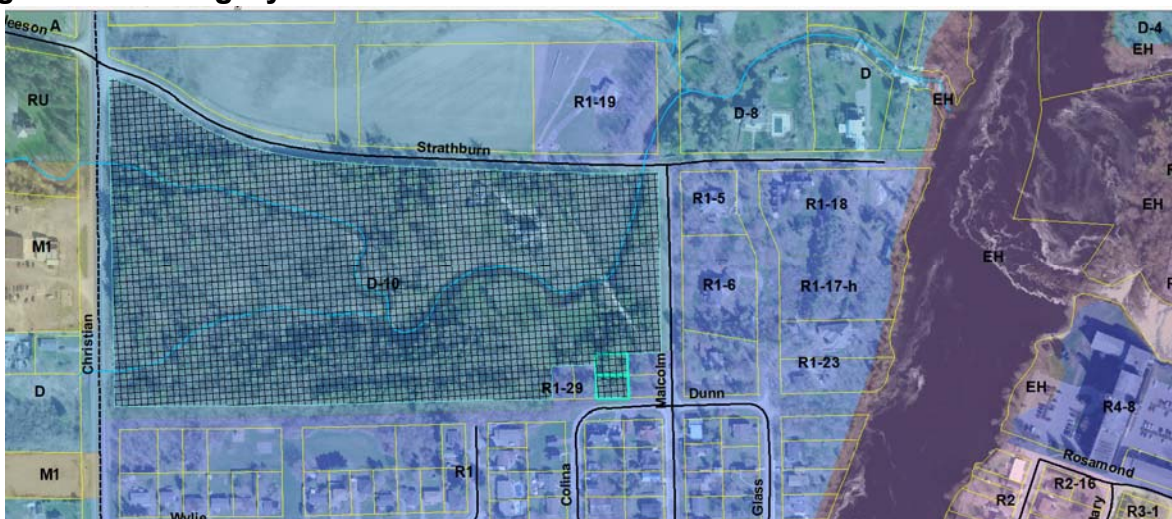 eeson A
D-4
EH
RU
R1-19
D
D-8
EH
Strathburn
R1-5
R1-18
EH
M1
EH
D-10
R1-6
R1-17-h
Christian
R1-23
R1-29
Malcolm
EH
D
Dunn
R4-8
Rosamond
M1
R1
Colina
Glass
R2
R2-16
R3-1